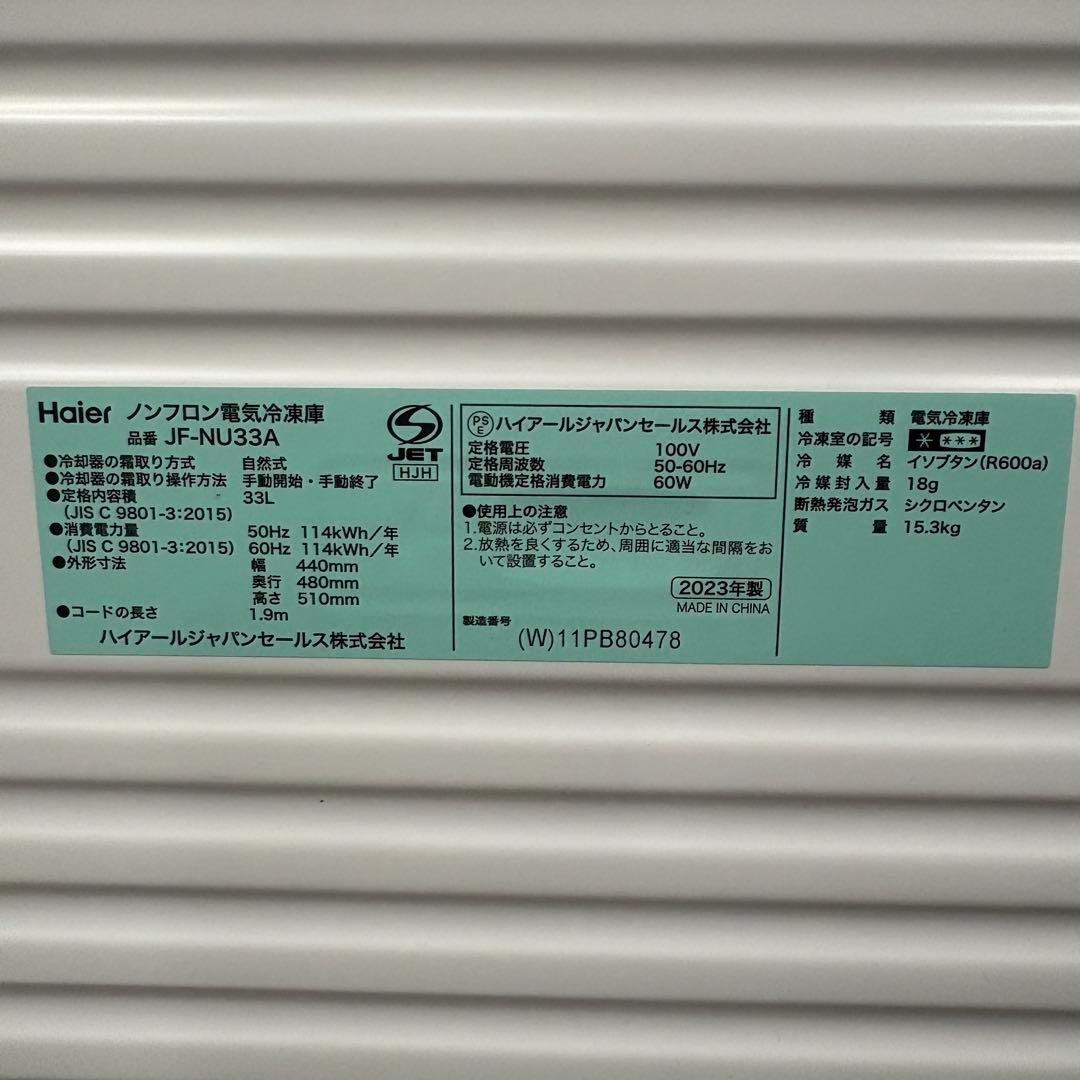 Haier ノンフロン電気冷凍庫
品番 JF-NU33A
●冷却器の霜取り方式 自然式
●冷却器の霜取り操作方法 手動開始・手動終了
●定格内容積 33L
(JIS C 9801-3:2015)
●消費電力量 50Hz 114kWh/年
(JIS C 9801-3:2015) 60Hz 114kWh/年
●外形寸法 幅 440mm
奥行 480mm
高さ 510mm
●コードの長さ 1.9m
ハイアールジャパンセールス株式会社
JET
HJH
PSE ハイアールジャパンセールス株式会社
定格電圧 100V
定格周波数 50-60Hz
電動機定格消費電力 60W
●使用上の注意
1.電源は必ずコンセントからとること。
2.放熱を良くするため、周囲に適当な間隔をお
いて設置すること。
2023年製
MADE IN CHINA
製造番号
(W)11PB80478
種類 電気冷凍庫
冷凍室の記号 * ***
冷媒名 イソブタン(R600a)
冷媒封入量 18g
断熱発泡ガス シクロペンタン
質量 15.3kg